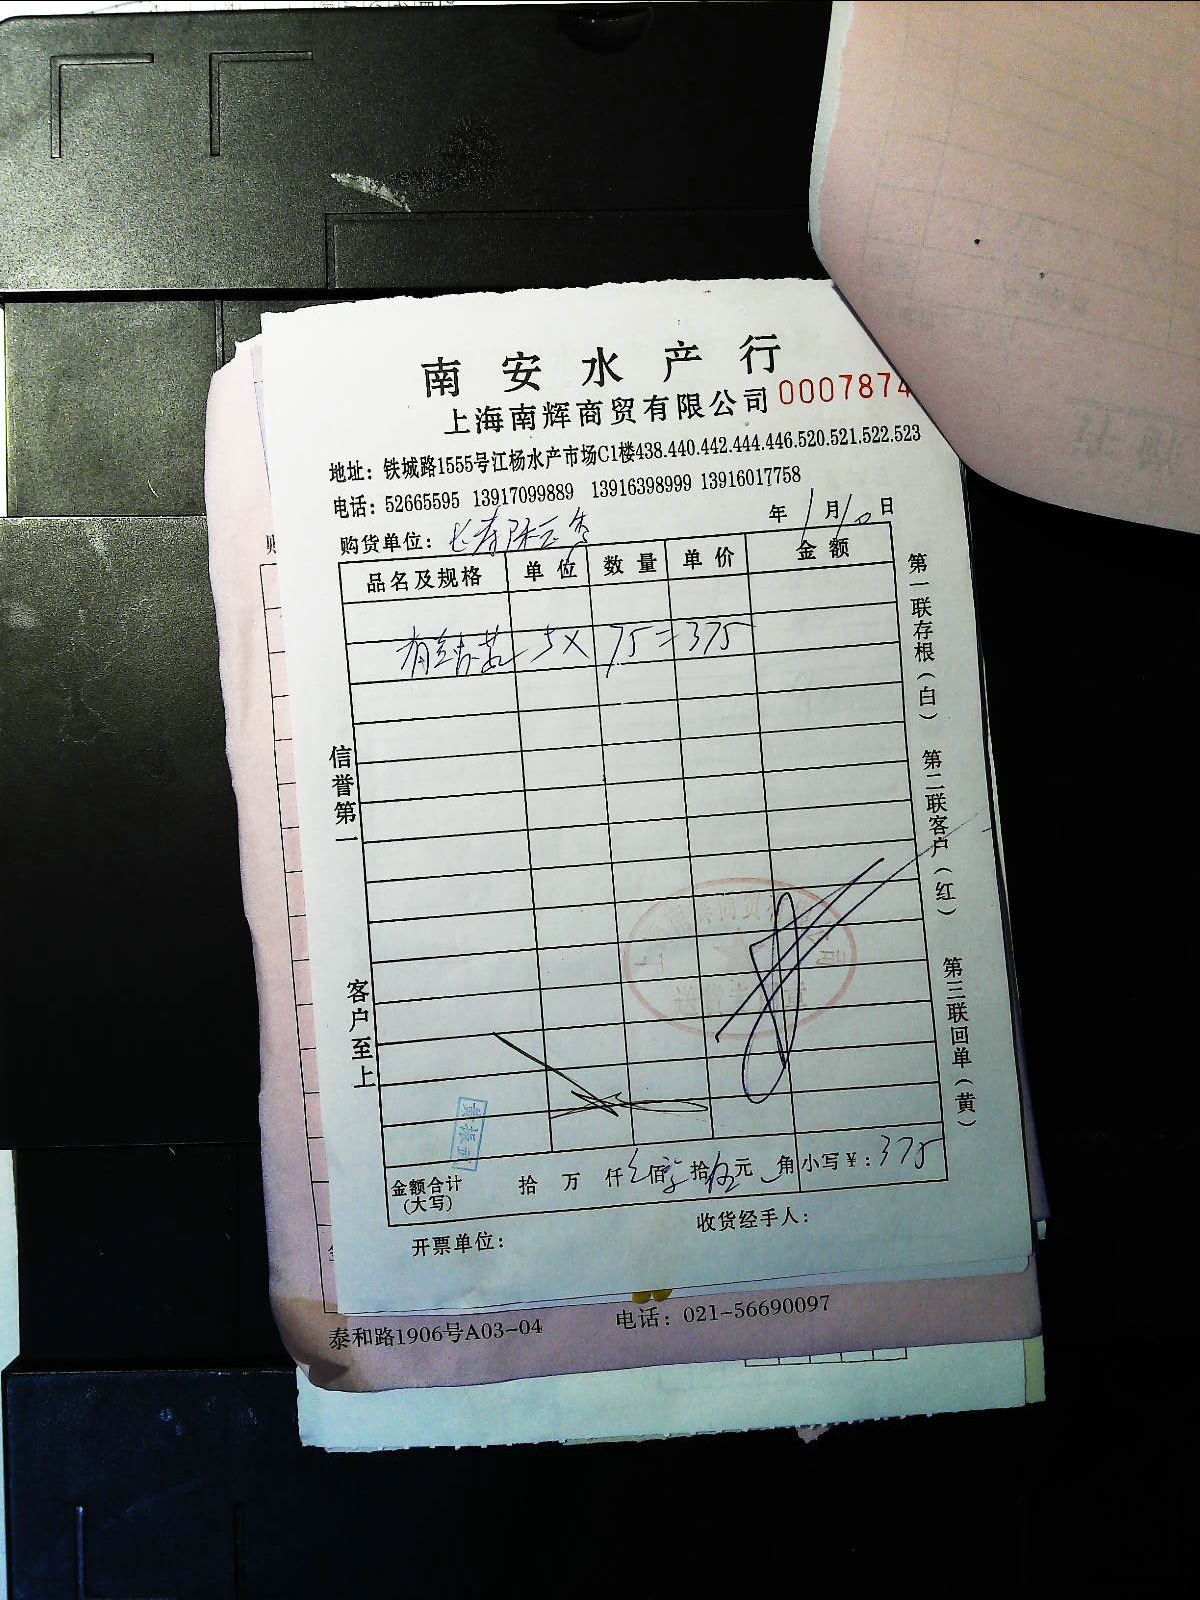 南安水产行
上海南辉商贸有限公司 0007874
地址：铁城路1555号江杨水产市场C1楼438.440.442.444.446.520.521.522.523
电话：52665595 13917099889 13916398999 13916017758
购货单位： 年 1 月 10 日
品名及规格 单位 数量 单价 金额
5× 75=375
信誉第一
客户至上
第一联存根（白） 第二联客户（红） 第三联回单（黄）
金额合计（大写） 拾 万 仟 佰 拾 伍 元 角 小写￥：375
开票单位： 收货经手人：
泰和路1906号A03-04 电话：021-56690097